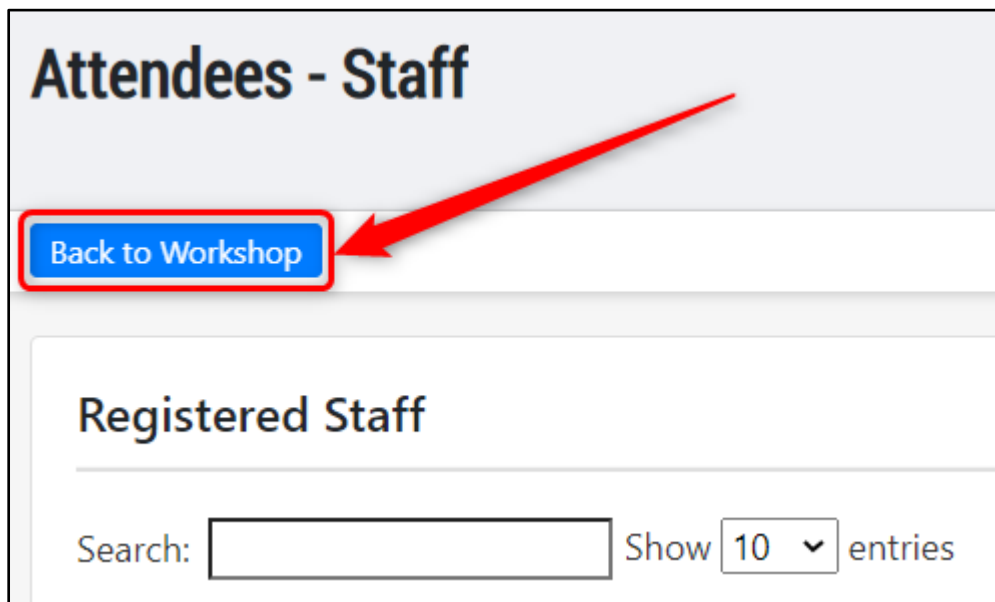 Attendees - Staff
Back to Workshop
Registered Staff
Search: Show 10 entries